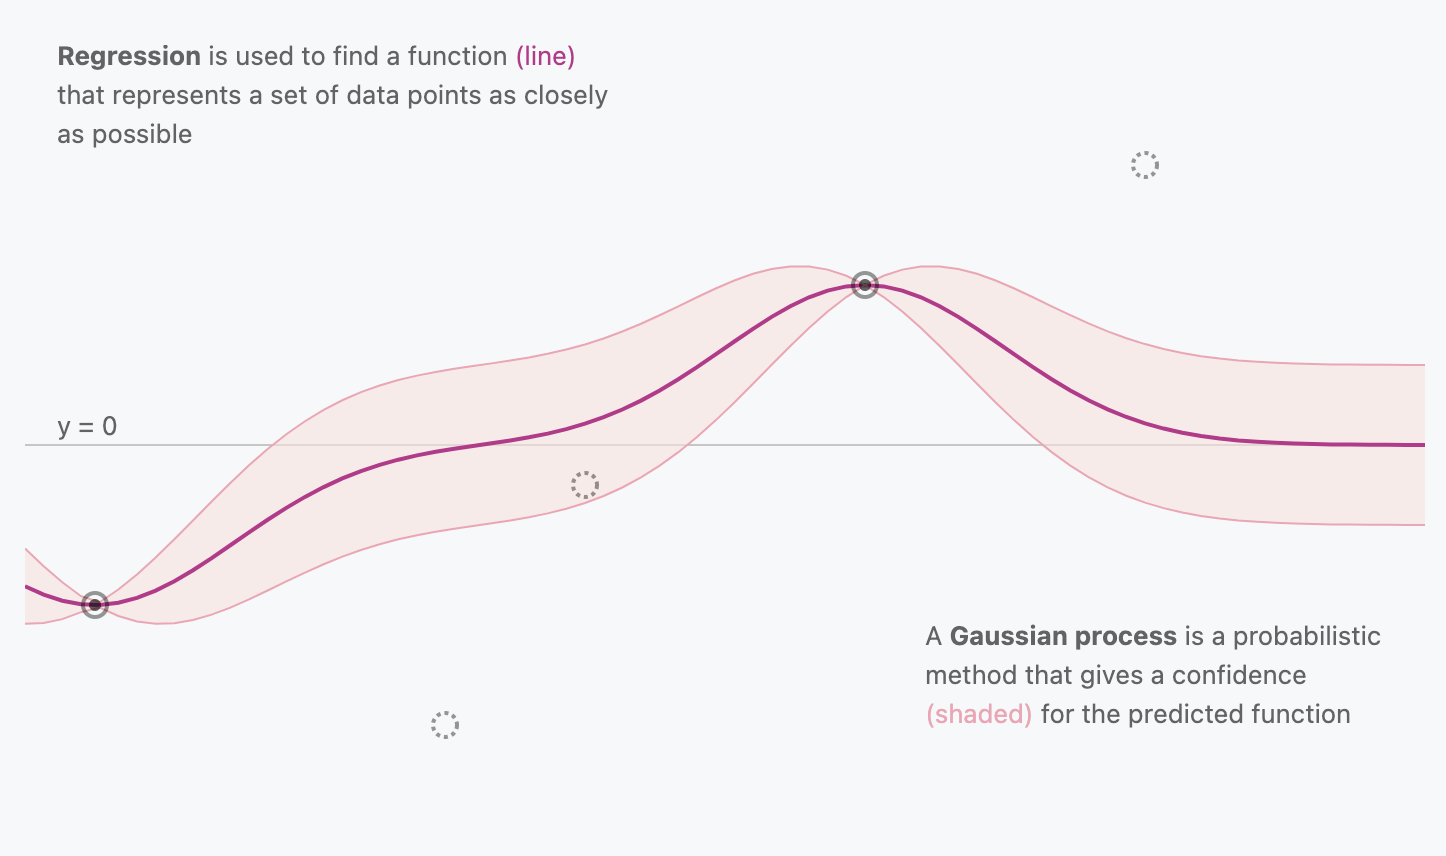 Regression is used to find a function (line)
that represents a set of data points as closely
as possible
y = 0
A Gaussian process is a probabilistic
method that gives a confidence
(shaded) for the predicted function